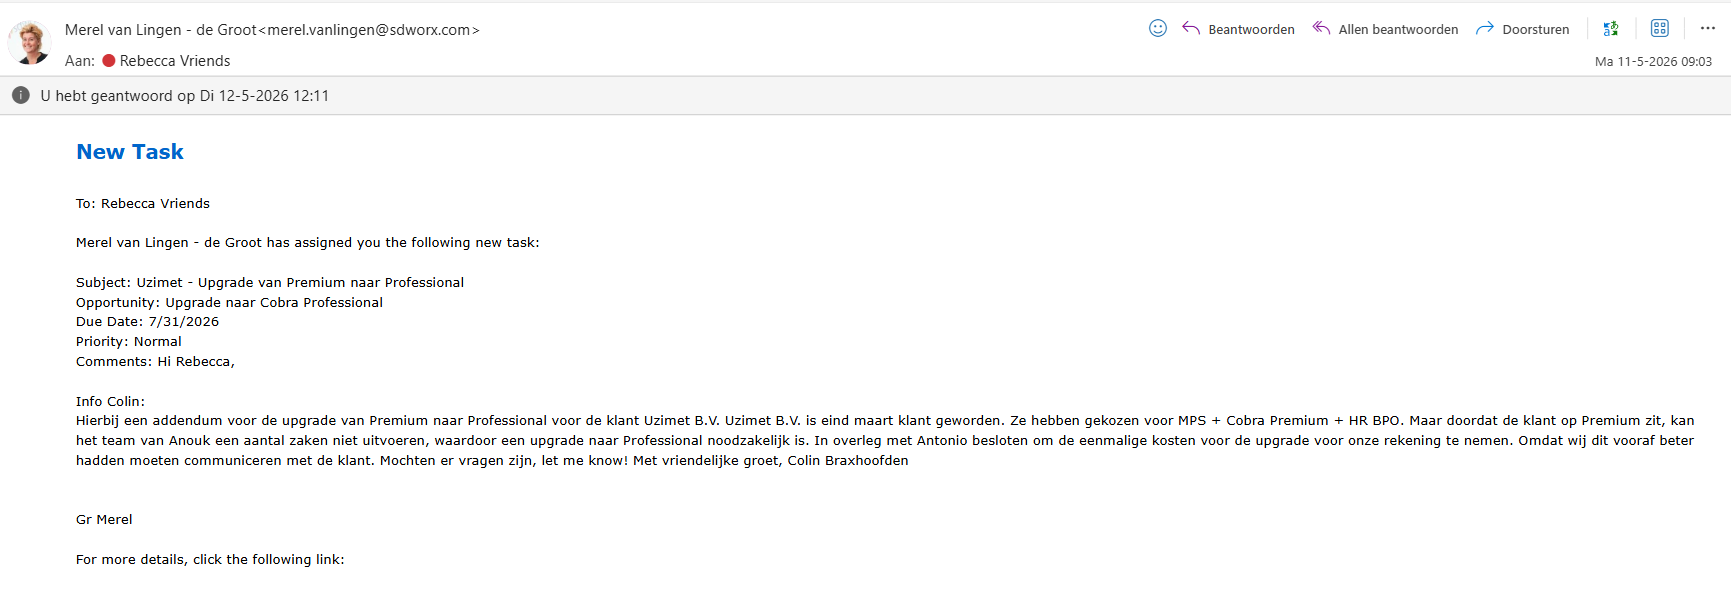 Merel van Lingen - de Groot<merel.vanlingen@sdworx.com>
Beantwoorden
Allen beantwoorden
Doorsturen
Aan: Rebecca Vriends
Ma 11-5-2026 09:03
U hebt geantwoord op Di 12-5-2026 12:11
New Task
To: Rebecca Vriends
Merel van Lingen - de Groot has assigned you the following new task:
Subject: Uzimet - Upgrade van Premium naar Professional
Opportunity: Upgrade naar Cobra Professional
Due Date: 7/31/2026
Priority: Normal
Comments: Hi Rebecca,
Info Colin:
Hierbij een addendum voor de upgrade van Premium naar Professional voor de klant Uzimet B.V. Uzimet B.V. is eind maart klant geworden. Ze hebben gekozen voor MPS + Cobra Premium + HR BPO. Maar doordat de klant op Premium zit, kan
het team van Anouk een aantal zaken niet uitvoeren, waardoor een upgrade naar Professional noodzakelijk is. In overleg met Antonio besloten om de eenmalige kosten voor de upgrade voor onze rekening te nemen. Omdat wij dit vooraf beter
hadden moeten communiceren met de klant. Mochten er vragen zijn, let me know! Met vriendelijke groet, Colin Braxhoofden
Gr Merel
For more details, click the following link: